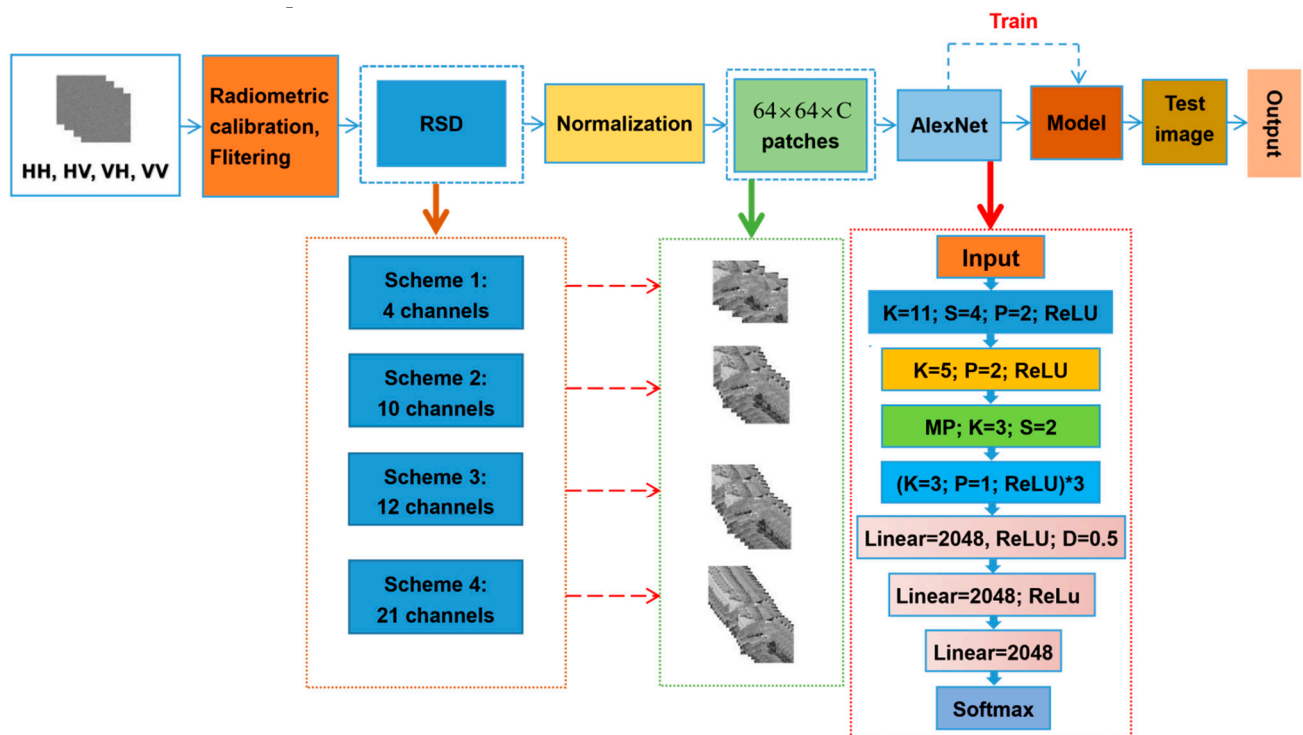 Train
HH, HV, VH, VV
Radiometric
calibration,
Flitering
RSD
Normalization
64×64×C
patches
AlexNet
Model
Test
image
Output
Scheme 1:
4 channels
Scheme 2:
10 channels
Scheme 3:
12 channels
Scheme 4:
21 channels
Input
K=11; S=4; P=2; ReLU
K=5; P=2; ReLU
MP; K=3; S=2
(K=3; P=1; ReLU)*3
Linear=2048, ReLU; D=0.5
Linear=2048; ReLu
Linear=2048
Softmax